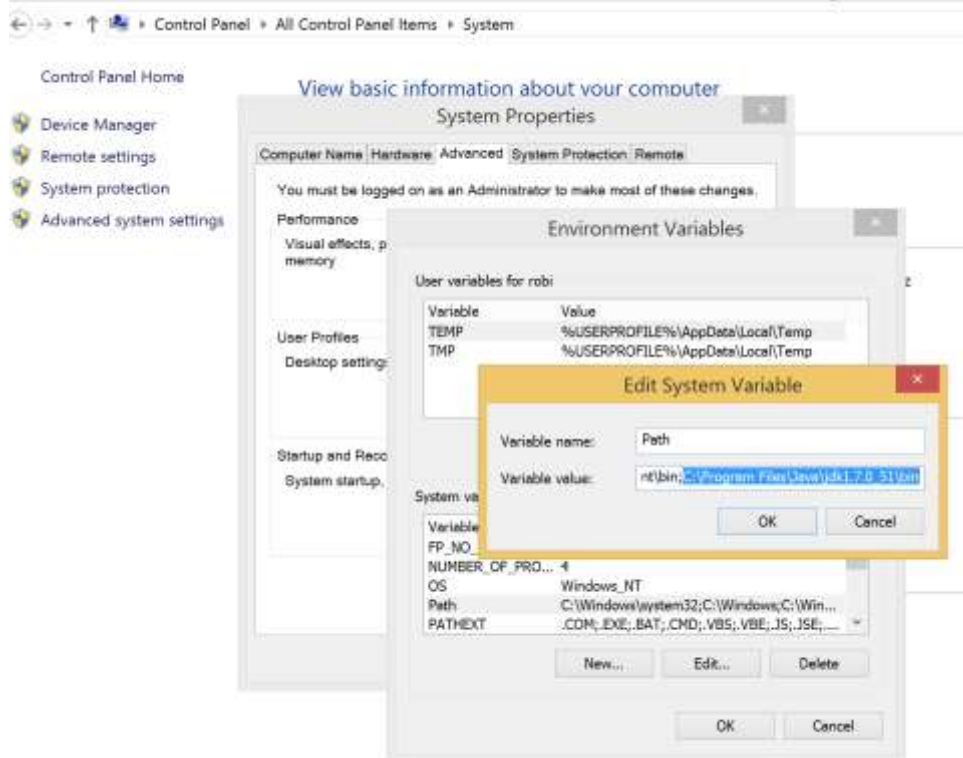 Control Panel ▸ All Control Panel Items ▸ System
Control Panel Home
Device Manager
Remote settings
System protection
Advanced system settings
View basic information about your computer
System Properties
Computer Name Hardware Advanced System Protection Remote
You must be logged on as an Administrator to make most of these changes.
Performance
Visual effects, p
memory
User Profiles
Desktop setting
Startup and Reco
System startup,
Environment Variables
User variables for robi
Variable Value
TEMP %USERPROFILE%\AppData\Local\Temp
TMP %USERPROFILE%\AppData\Local\Temp
Edit System Variable
Variable name: Path
Variable value: nt\bin;C:\Program Files\Java\jdk1.7.0_51\bin
OK Cancel
System va
Variable
FP_NO_
NUMBER_OF_PRO... 4
OS Windows_NT
Path C:\Windows\system32;C:\Windows;C:\Win...
PATHEXT .COM;.EXE;.BAT;.CMD;.VBS;.VBE;.JS;.JSE;....
New... Edit... Delete
OK Cancel